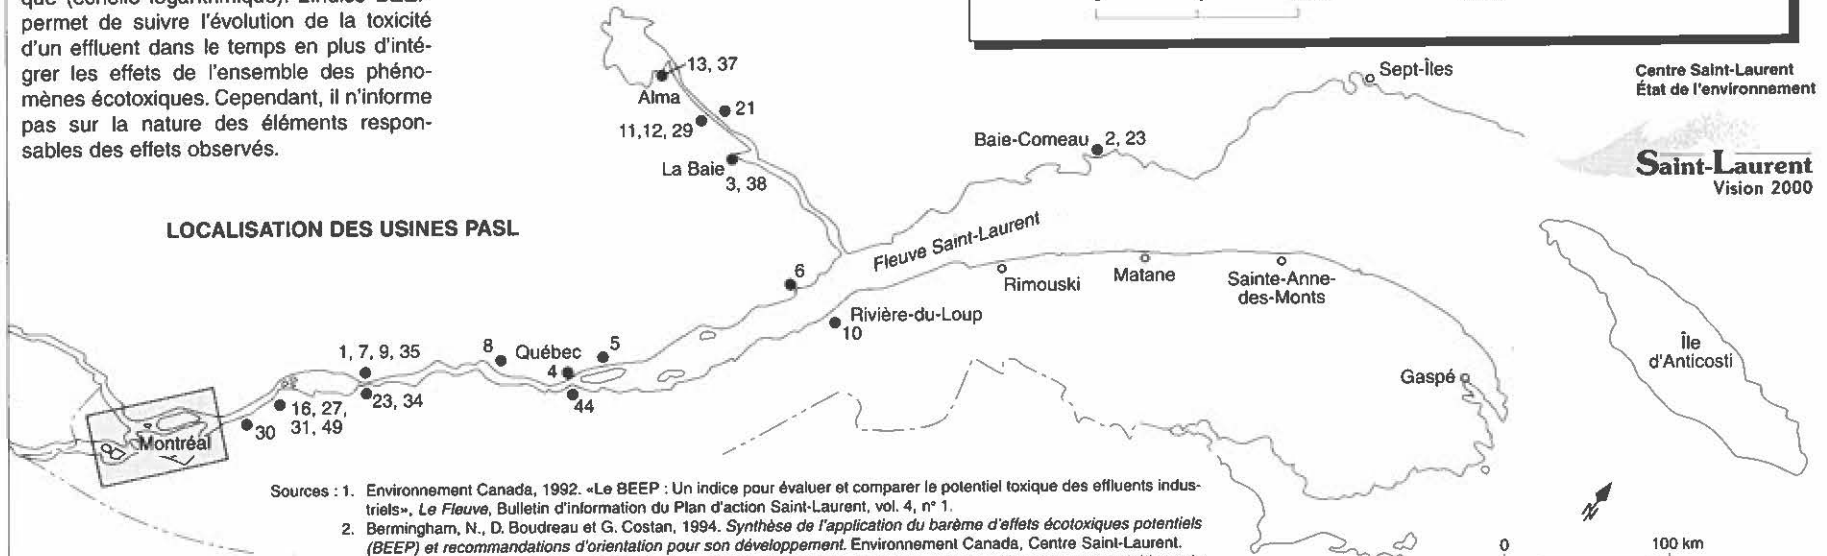 que (échelle logarithmique). L'indice BEEP
permet de suivre l'évolution de la toxicité
d'un effluent dans le temps en plus d'inté-
grer les effets de l'ensemble des phéno-
mènes écotoxiques. Cependant, il n'informe
pas sur la nature des éléments respon-
sables des effets observés.
Centre Saint-Laurent
État de l'environnement
Saint-Laurent
Vision 2000
LOCALISATION DES USINES PASL
13, 37
Alma
21
11,12, 29
La Baie
3, 38
Sept-Îles
Baie-Comeau
2, 23
Fleuve Saint-Laurent
6
Rimouski
Matane
Sainte-Anne-
des-Monts
Rivière-du-Loup
10
Île
d'Anticosti
Gaspé
1, 7, 9, 35
8
Québec
5
4
44
23, 34
16, 27,
31, 49
30
Montréal
Sources : 1. Environnement Canada, 1992. «Le BEEP : Un indice pour évaluer et comparer le potentiel toxique des effluents indus-
triels», Le Fleuve, Bulletin d'information du Plan d'action Saint-Laurent, vol. 4, n° 1.
2. Bermingham, N., D. Boudreau et G. Costan, 1994. Synthèse de l'application du barème d'effets écotoxiques potentiels
(BEEP) et recommandations d'orientation pour son développement. Environnement Canada, Centre Saint-Laurent.
N
0
100 km